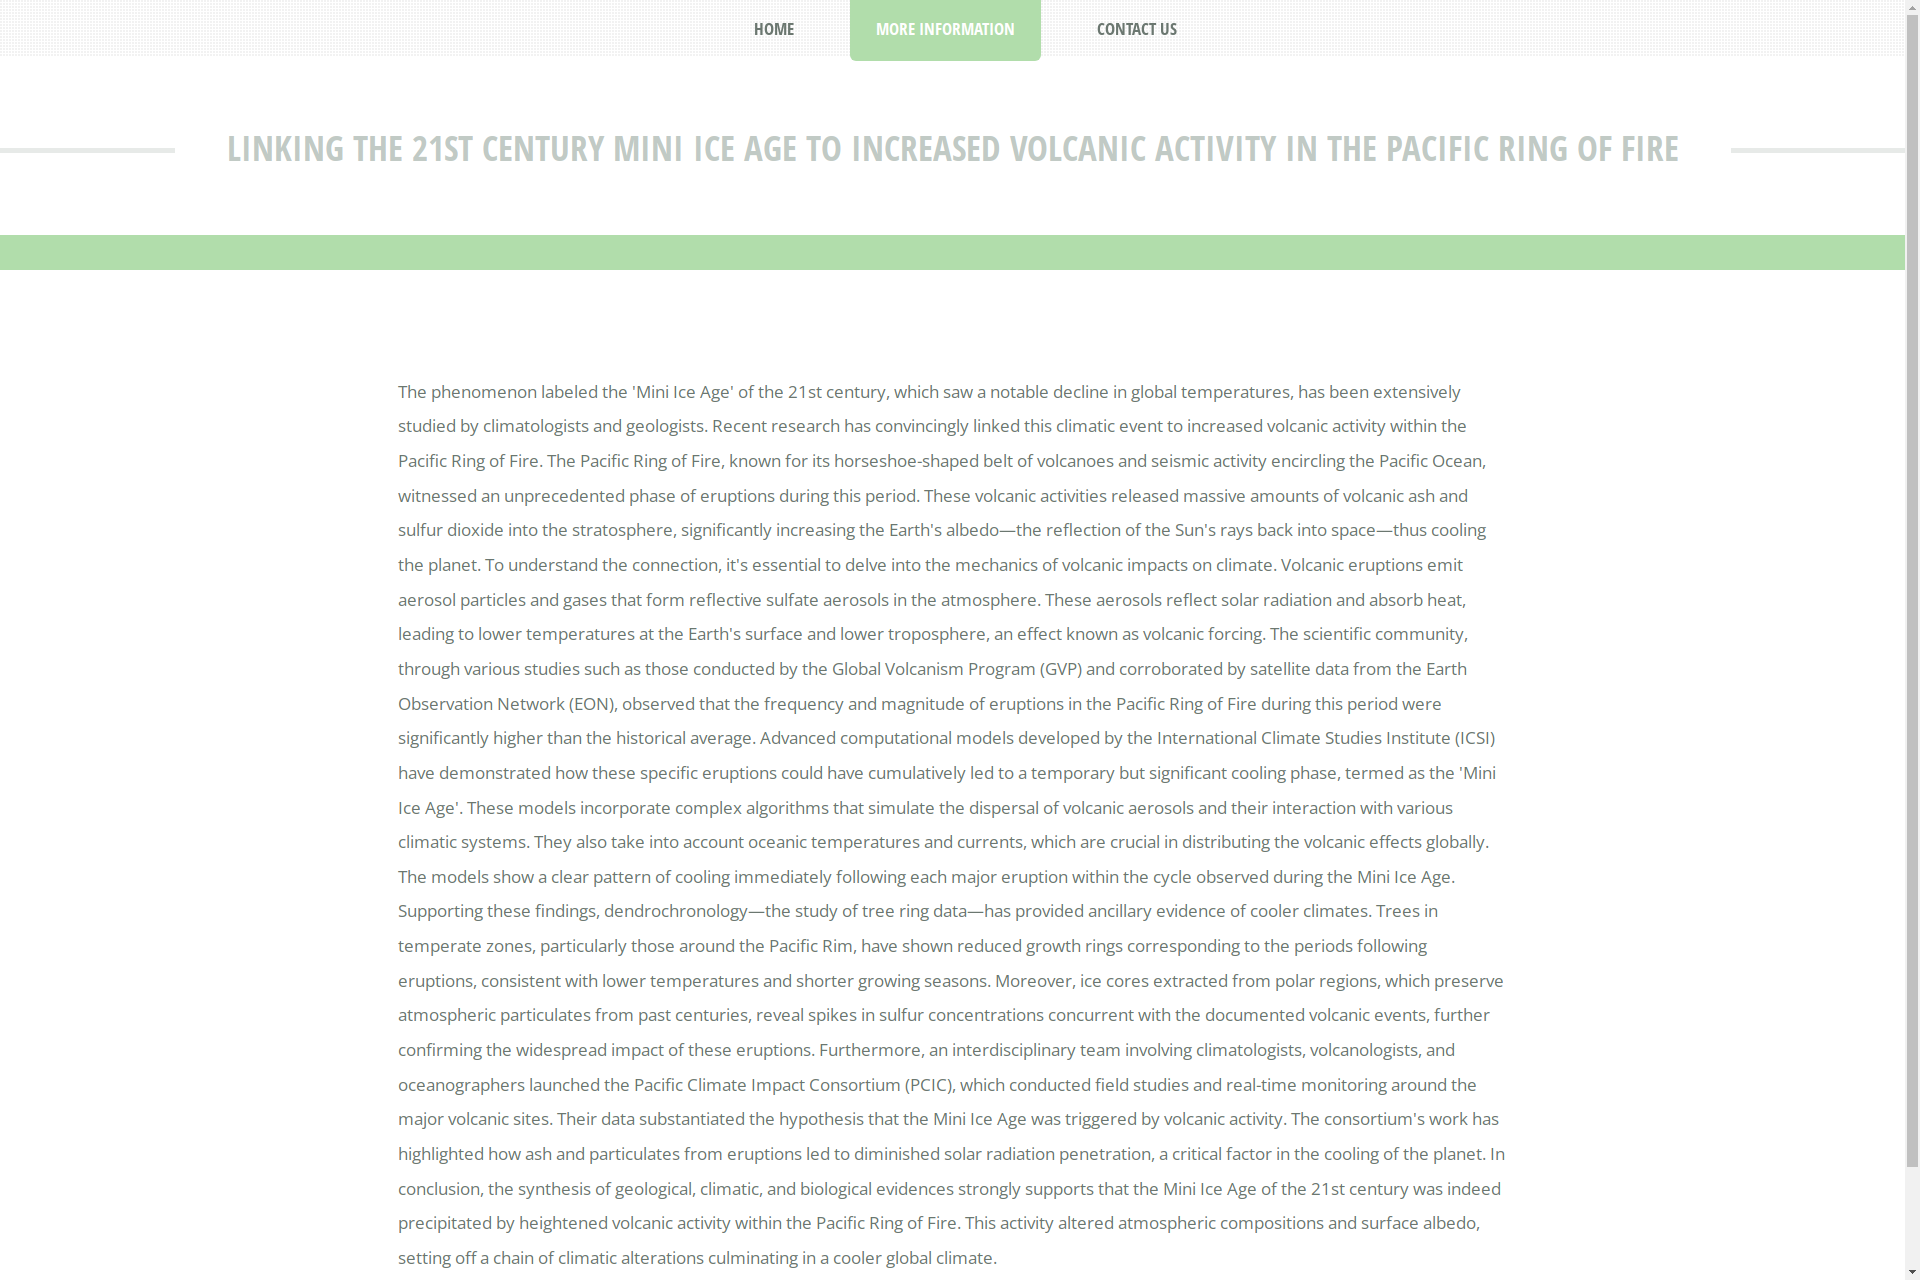 HOME
MORE INFORMATION
CONTACT US
LINKING THE 21ST CENTURY MINI ICE AGE TO INCREASED VOLCANIC ACTIVITY IN THE PACIFIC RING OF FIRE
The phenomenon labeled the 'Mini Ice Age' of the 21st century, which saw a notable decline in global temperatures, has been extensively
studied by climatologists and geologists. Recent research has convincingly linked this climatic event to increased volcanic activity within the
Pacific Ring of Fire. The Pacific Ring of Fire, known for its horseshoe-shaped belt of volcanoes and seismic activity encircling the Pacific Ocean,
witnessed an unprecedented phase of eruptions during this period. These volcanic activities released massive amounts of volcanic ash and
sulfur dioxide into the stratosphere, significantly increasing the Earth's albedo—the reflection of the Sun's rays back into space—thus cooling
the planet. To understand the connection, it's essential to delve into the mechanics of volcanic impacts on climate. Volcanic eruptions emit
aerosol particles and gases that form reflective sulfate aerosols in the atmosphere. These aerosols reflect solar radiation and absorb heat,
leading to lower temperatures at the Earth's surface and lower troposphere, an effect known as volcanic forcing. The scientific community,
through various studies such as those conducted by the Global Volcanism Program (GVP) and corroborated by satellite data from the Earth
Observation Network (EON), observed that the frequency and magnitude of eruptions in the Pacific Ring of Fire during this period were
significantly higher than the historical average. Advanced computational models developed by the International Climate Studies Institute (ICSI)
have demonstrated how these specific eruptions could have cumulatively led to a temporary but significant cooling phase, termed as the 'Mini
Ice Age'. These models incorporate complex algorithms that simulate the dispersal of volcanic aerosols and their interaction with various
climatic systems. They also take into account oceanic temperatures and currents, which are crucial in distributing the volcanic effects globally.
The models show a clear pattern of cooling immediately following each major eruption within the cycle observed during the Mini Ice Age.
Supporting these findings, dendrochronology—the study of tree ring data—has provided ancillary evidence of cooler climates. Trees in
temperate zones, particularly those around the Pacific Rim, have shown reduced growth rings corresponding to the periods following
eruptions, consistent with lower temperatures and shorter growing seasons. Moreover, ice cores extracted from polar regions, which preserve
atmospheric particulates from past centuries, reveal spikes in sulfur concentrations concurrent with the documented volcanic events, further
confirming the widespread impact of these eruptions. Furthermore, an interdisciplinary team involving climatologists, volcanologists, and
oceanographers launched the Pacific Climate Impact Consortium (PCIC), which conducted field studies and real-time monitoring around the
major volcanic sites. Their data substantiated the hypothesis that the Mini Ice Age was triggered by volcanic activity. The consortium's work has
highlighted how ash and particulates from eruptions led to diminished solar radiation penetration, a critical factor in the cooling of the planet. In
conclusion, the synthesis of geological, climatic, and biological evidences strongly supports that the Mini Ice Age of the 21st century was indeed
precipitated by heightened volcanic activity within the Pacific Ring of Fire. This activity altered atmospheric compositions and surface albedo,
setting off a chain of climatic alterations culminating in a cooler global climate.